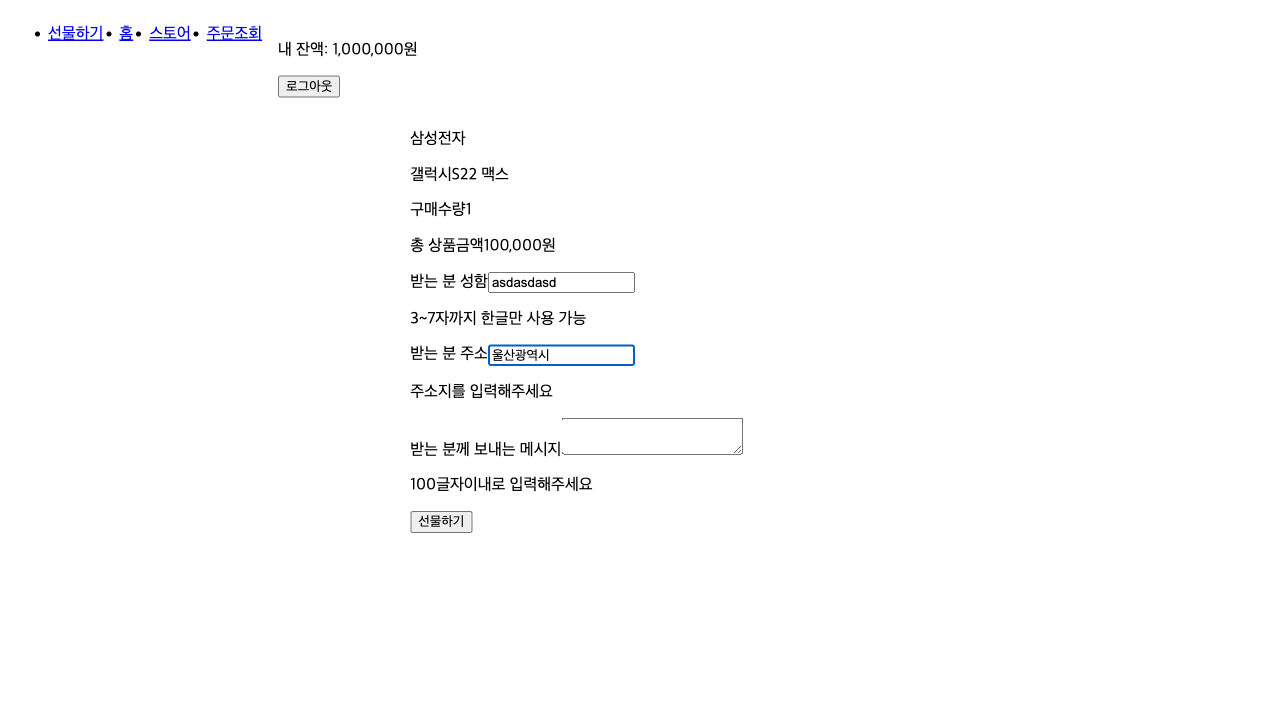 선물하기 홈 스토어 주문조회
내 잔액: 1,000,000원
로그아웃
삼성전자
갤럭시S22 맥스
구매수량1
총 상품금액100,000원
받는 분 성함 asdasdasd
3~7자까지 한글만 사용 가능
받는 분 주소 울산광역시
주소지를 입력해주세요
받는 분께 보내는 메시지
100글자이내로 입력해주세요
선물하기